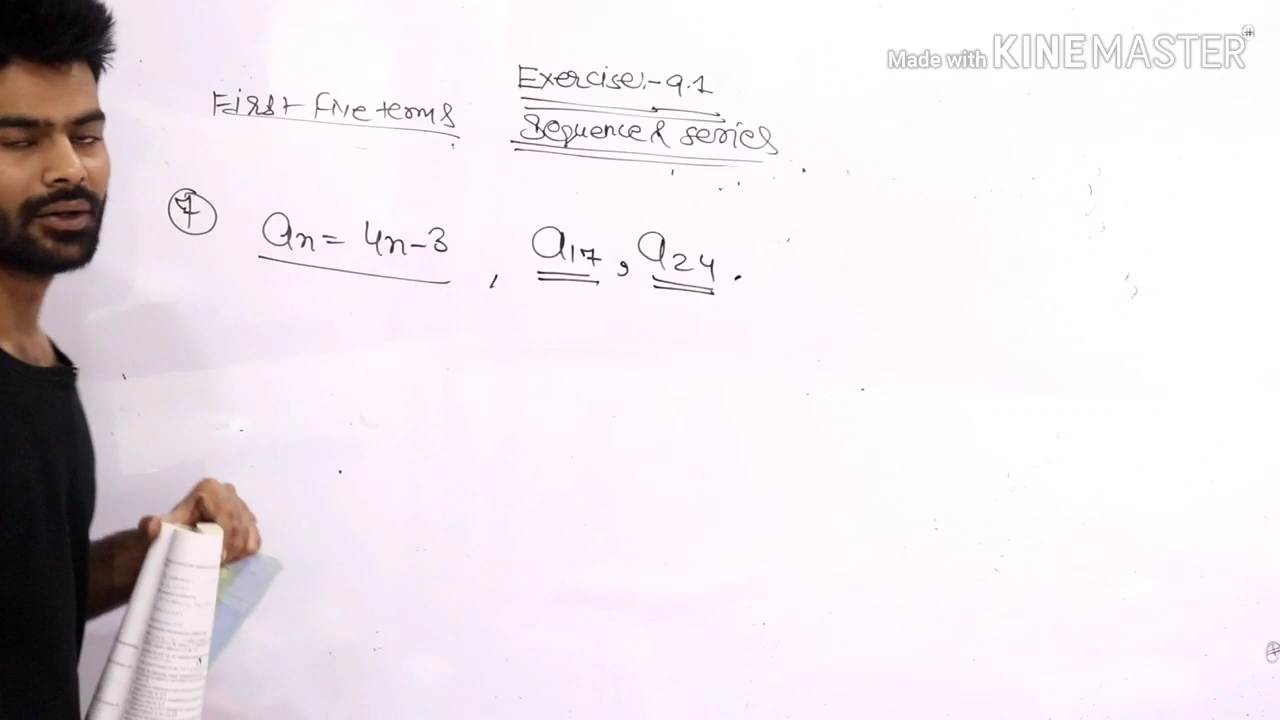 Made with KINEMASTER
Exercise:- 9.1
First five terms
Sequence & series
7
an = 4n-3 , a17 , a24 .